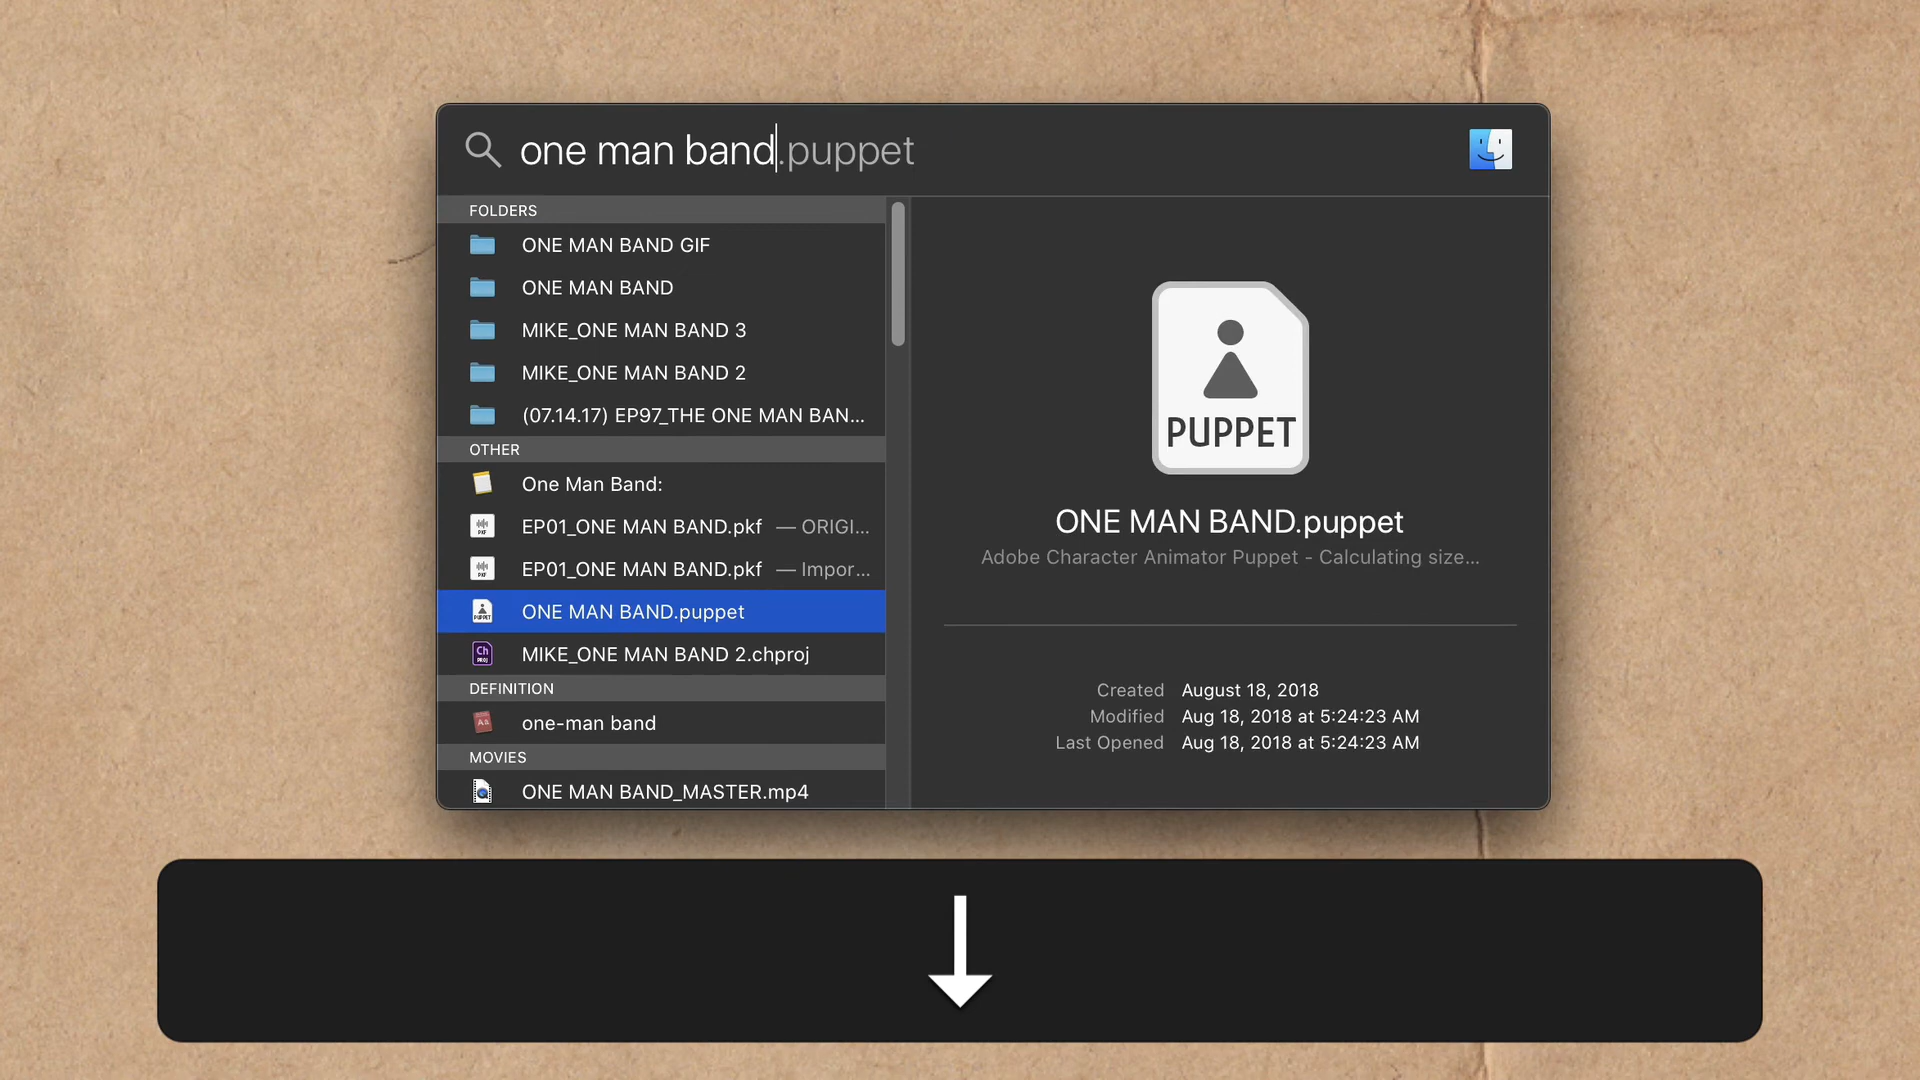 one man band.puppet
FOLDERS
ONE MAN BAND GIF
ONE MAN BAND
MIKE_ONE MAN BAND 3
MIKE_ONE MAN BAND 2
(07.14.17) EP97_THE ONE MAN BAN...
OTHER
One Man Band:
EP01_ONE MAN BAND.pkf — ORIGI...
EP01_ONE MAN BAND.pkf — Impor...
ONE MAN BAND.puppet
MIKE_ONE MAN BAND 2.chproj
DEFINITION
one-man band
MOVIES
ONE MAN BAND_MASTER.mp4
PUPPET
ONE MAN BAND.puppet
Adobe Character Animator Puppet - Calculating size...
Created August 18, 2018
Modified Aug 18, 2018 at 5:24:23 AM
Last Opened Aug 18, 2018 at 5:24:23 AM